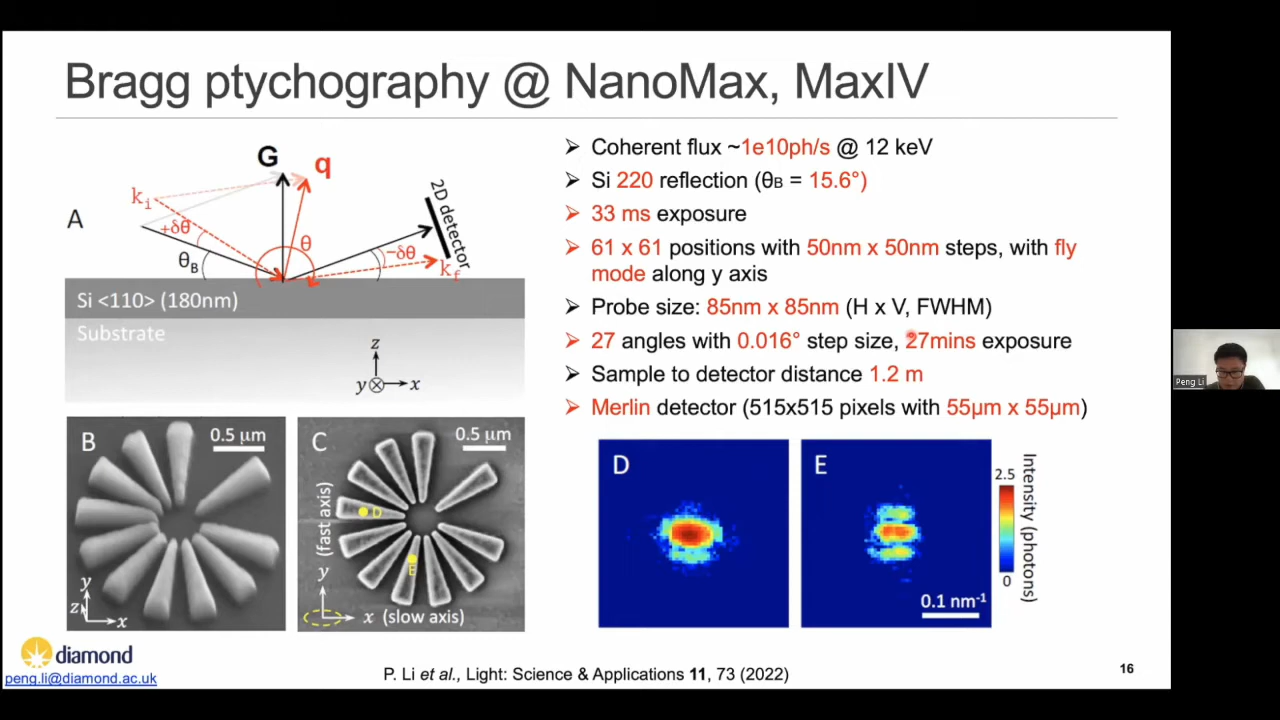 Bragg ptychography @ NanoMax, MaxIV
G
q
kᵢ
A
+δθ
θ
−δθ
θB
k_f
2D detector
Si <110> (180nm)
Substrate
z
y
x
➢ Coherent flux ~1e10ph/s @ 12 keV
➢ Si 220 reflection (θB = 15.6°)
➢ 33 ms exposure
➢ 61 x 61 positions with 50nm x 50nm steps, with fly
mode along y axis
➢ Probe size: 85nm x 85nm (H x V, FWHM)
➢ 27 angles with 0.016° step size, 27mins exposure
➢ Sample to detector distance 1.2 m
➢ Merlin detector (515x515 pixels with 55µm x 55µm)
B
0.5 µm
y
z
x
C
0.5 µm
D
E
(fast axis)
y
x (slow axis)
D
E
0.1 nm⁻¹
2.5
0
Intensity (photons)
diamond
peng.li@diamond.ac.uk
P. Li et al., Light: Science & Applications 11, 73 (2022)
16
Peng Li